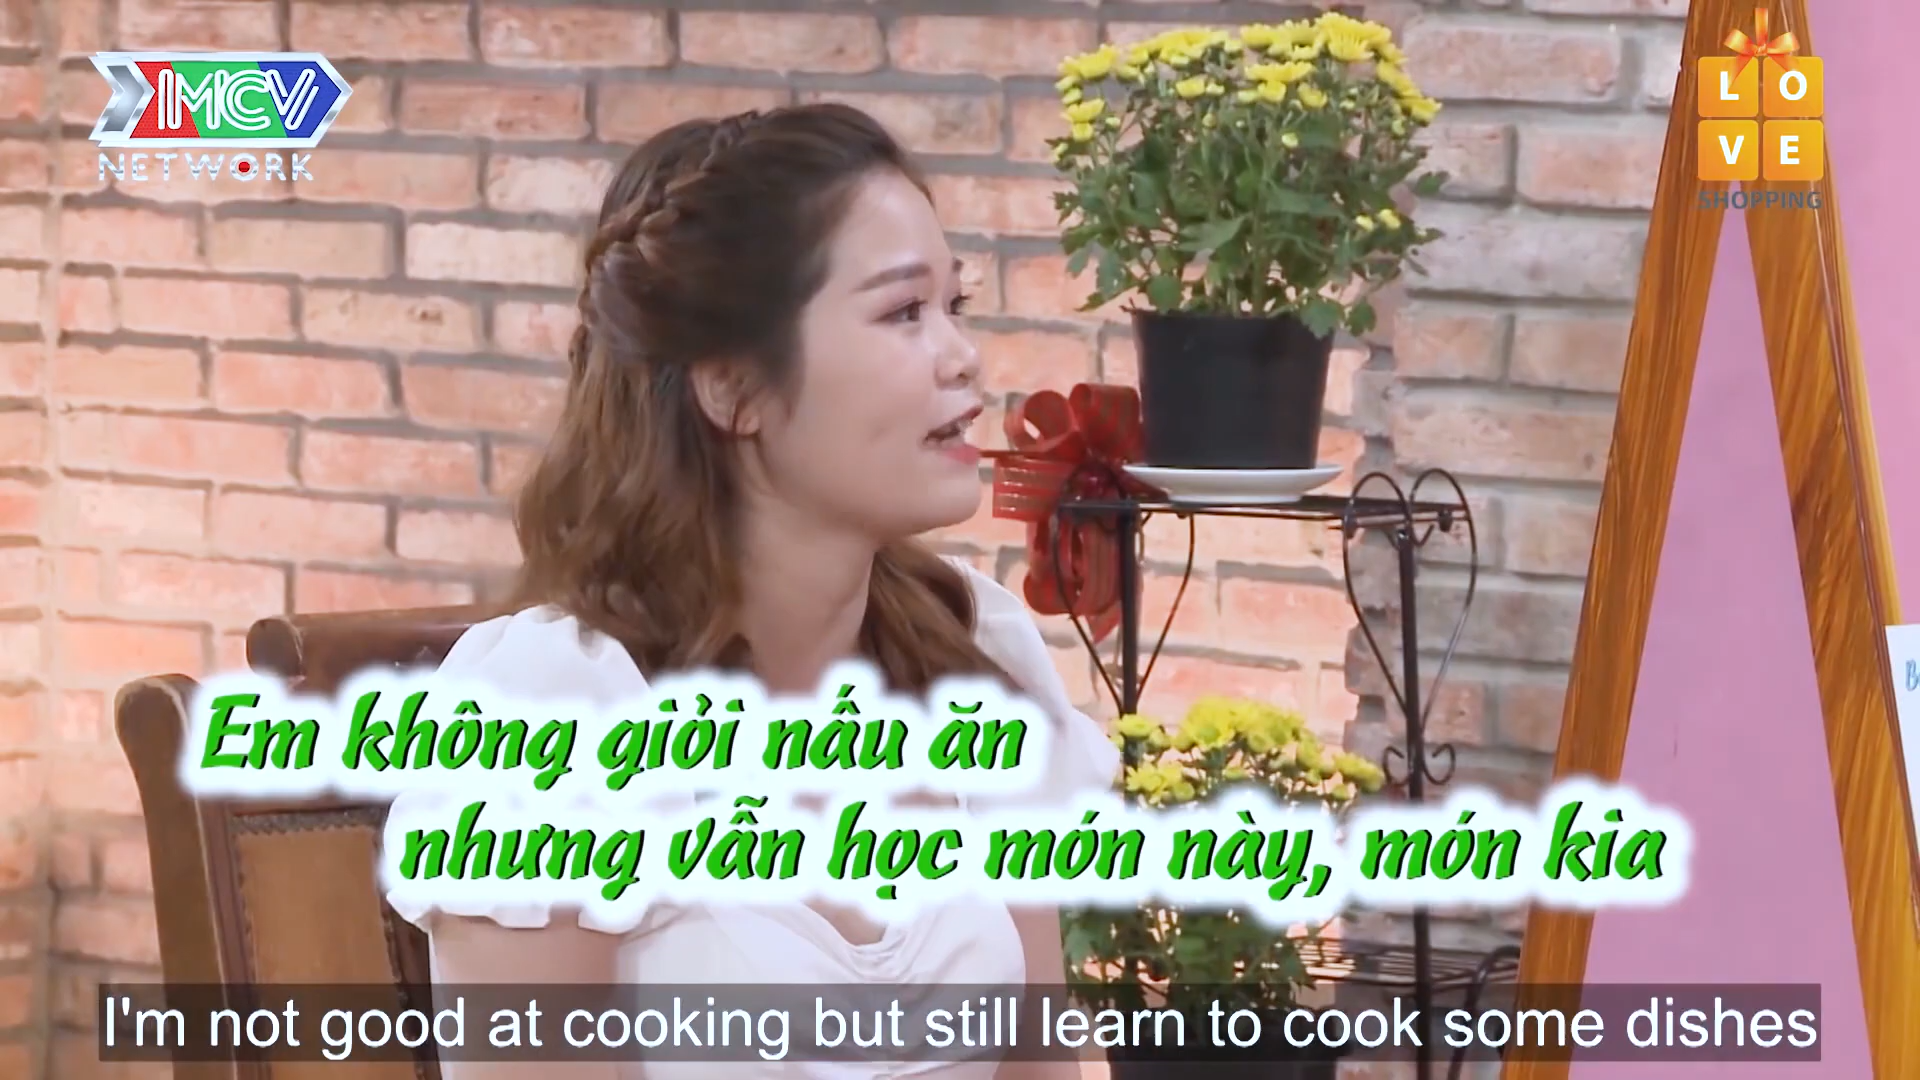 MCV
NETWORK
L O
V E
SHOPPING
Em không giỏi nấu ăn
nhưng vẫn học món này, món kia
I'm not good at cooking but still learn to cook some dishes